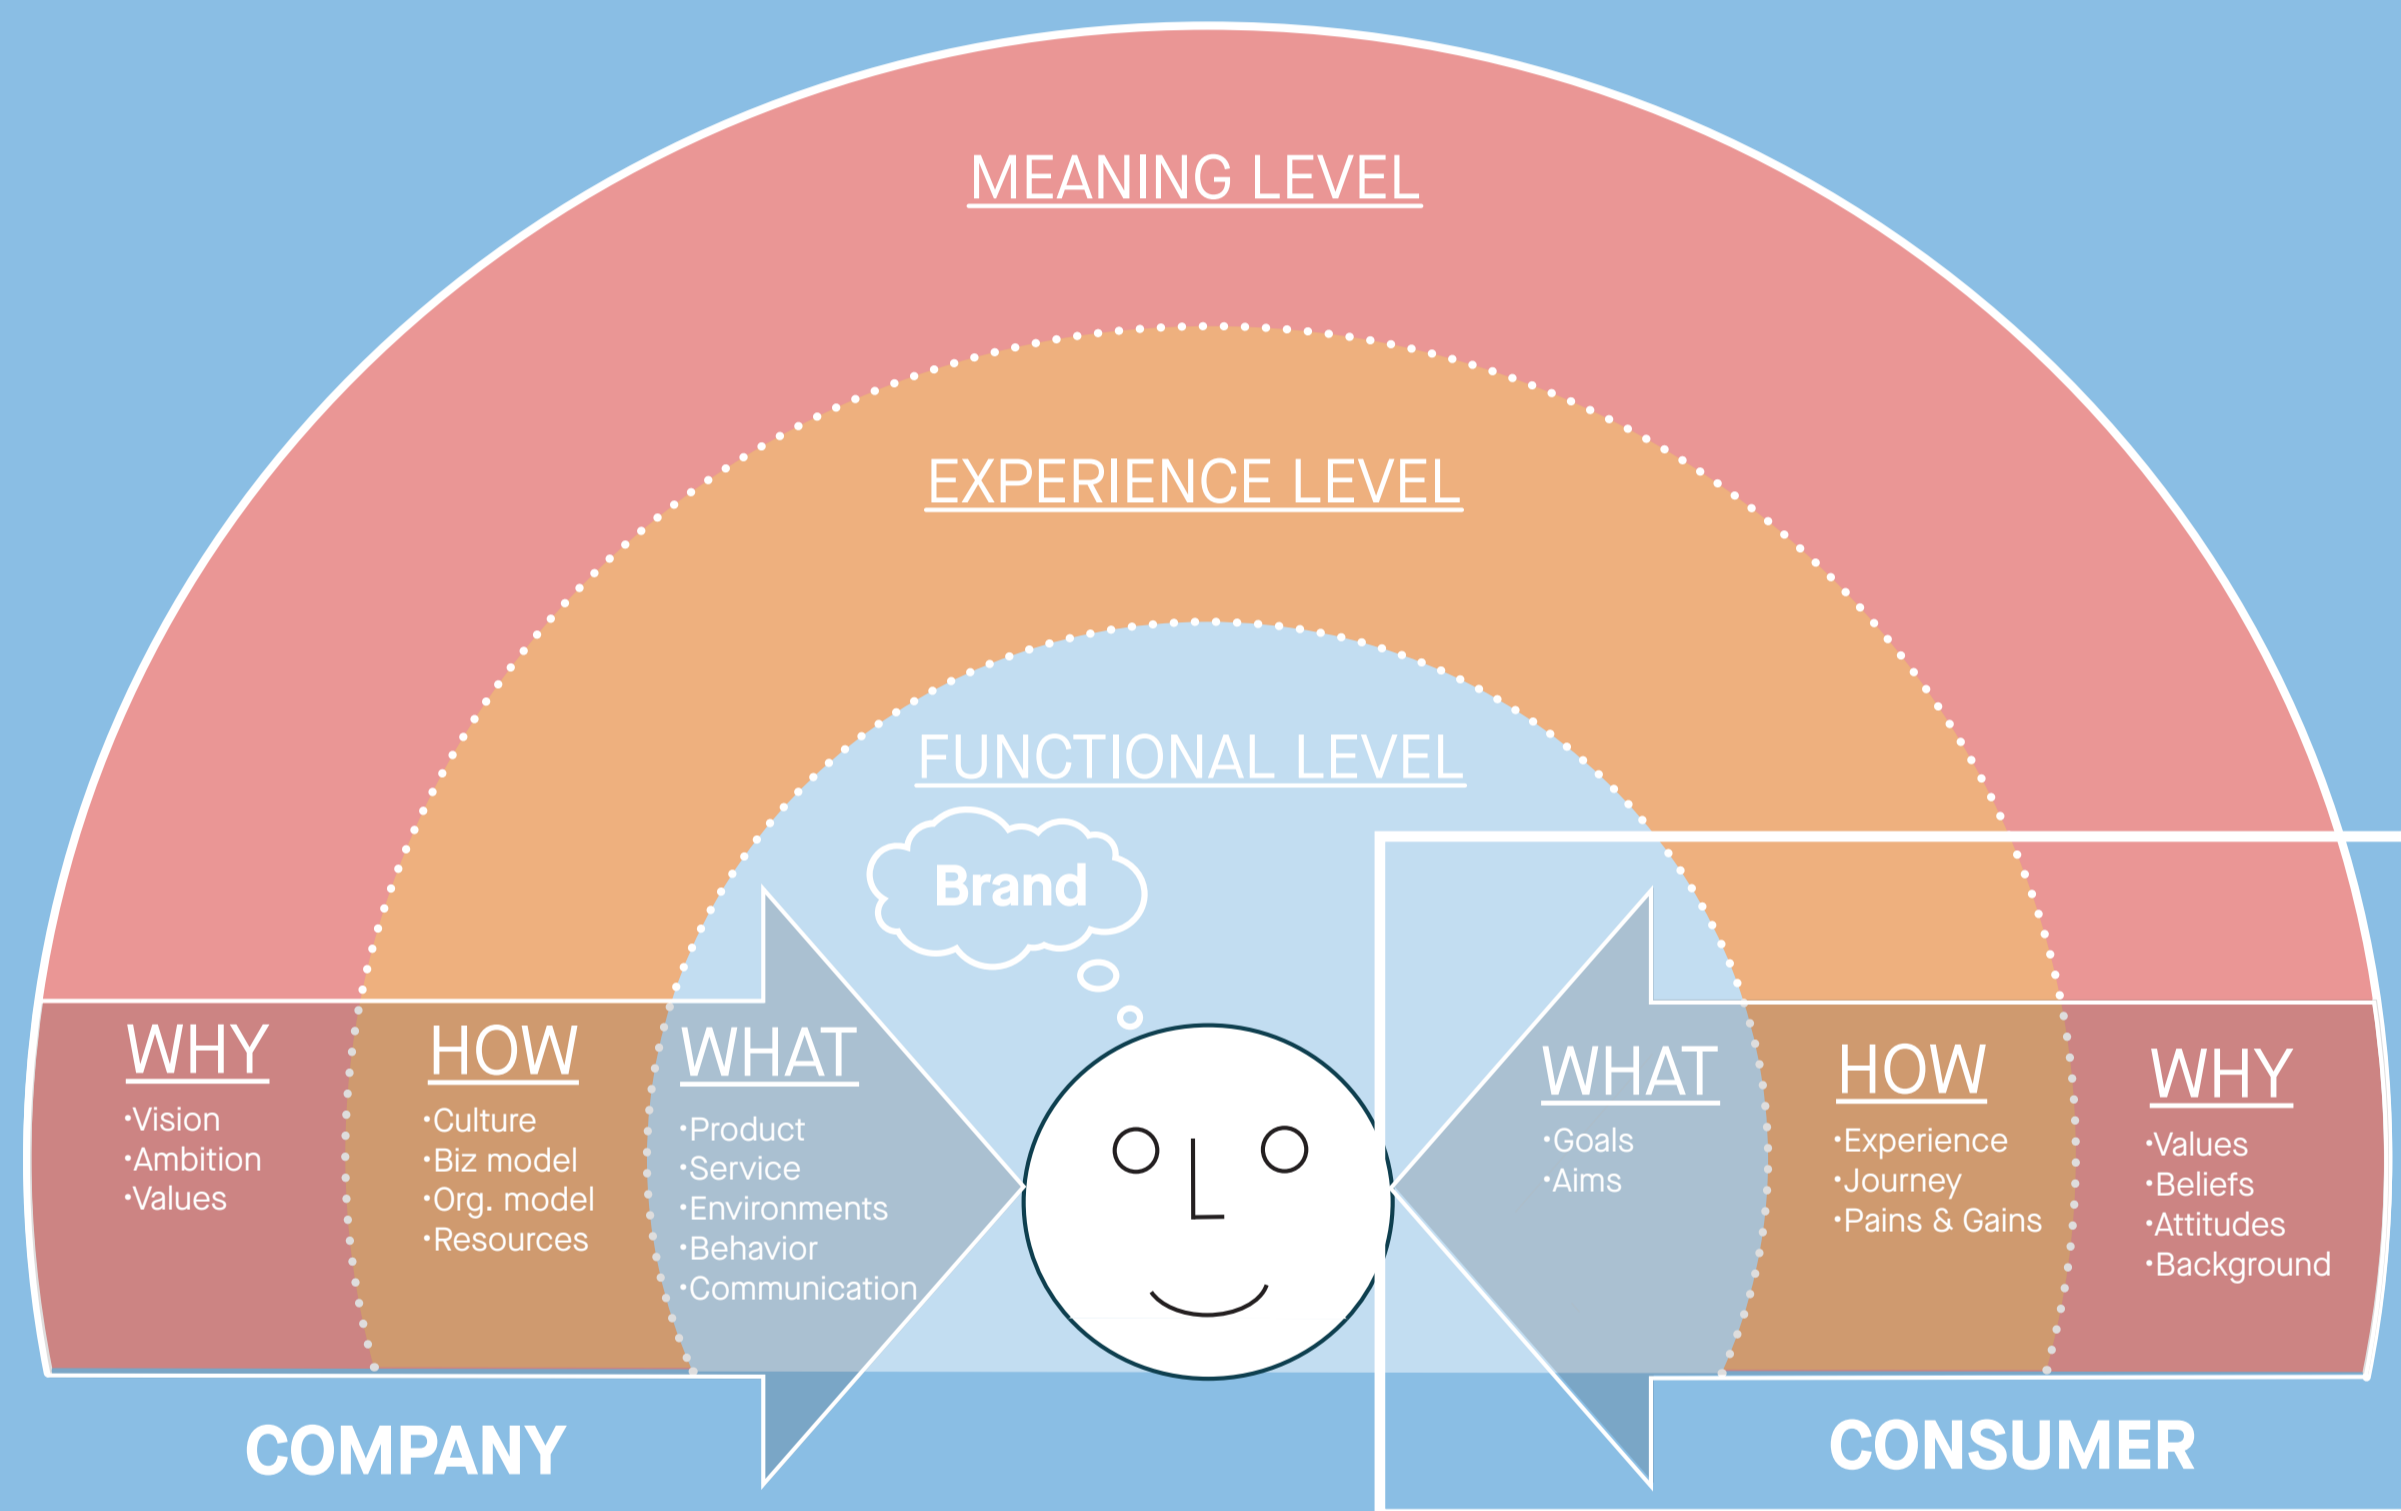 MEANING LEVEL
EXPERIENCE LEVEL
FUNCTIONAL LEVEL
Brand
WHY
•Vision
•Ambition
•Values
HOW
•Culture
•Biz model
•Org. model
•Resources
WHAT
•Product
•Service
•Environments
•Behavior
•Communication
WHAT
•Goals
•Aims
HOW
•Experience
•Journey
•Pains & Gains
WHY
•Values
•Beliefs
•Attitudes
•Background
COMPANY
CONSUMER